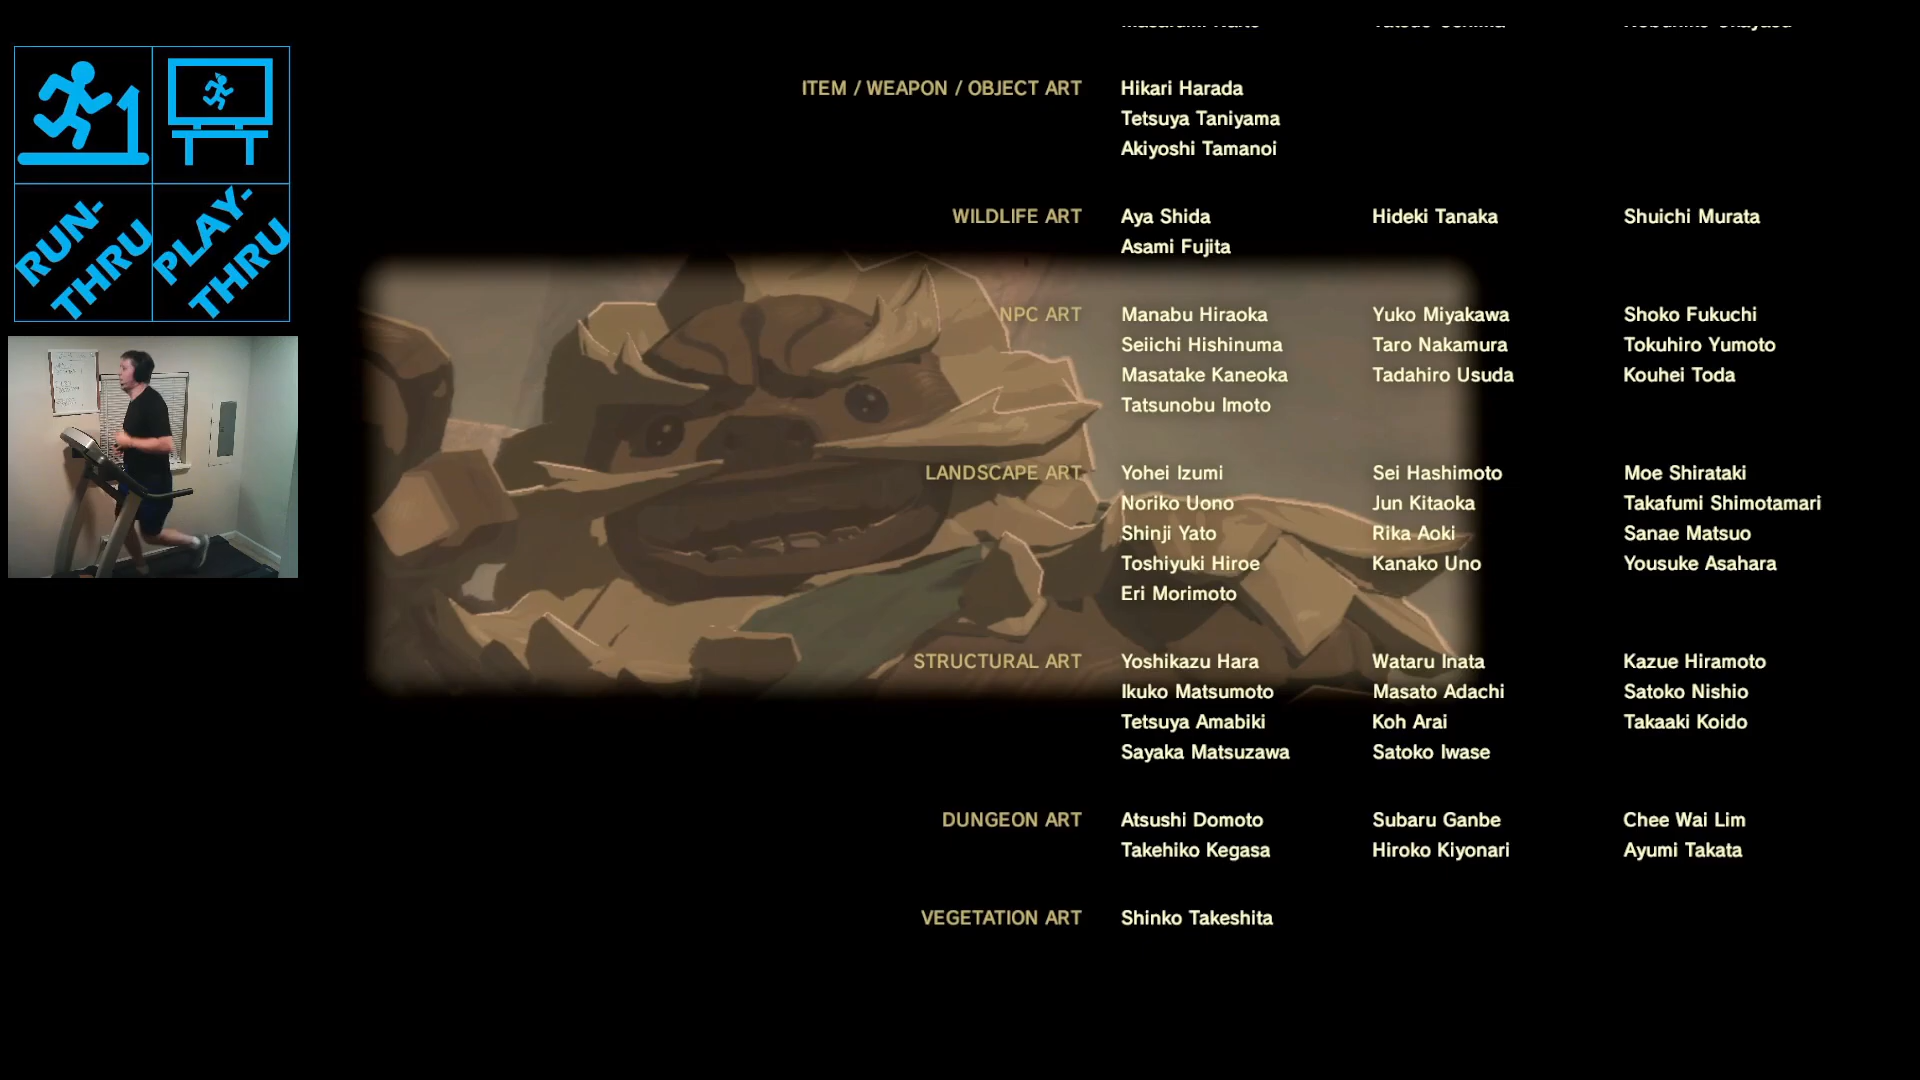 RUN-
THRU
PLAY-
THRU
ITEM / WEAPON / OBJECT ART Hikari Harada
Tetsuya Taniyama
Akiyoshi Tamanoi
WILDLIFE ART Aya Shida Hideki Tanaka Shuichi Murata
Asami Fujita
NPC ART Manabu Hiraoka Yuko Miyakawa Shoko Fukuchi
Seiichi Hishinuma Taro Nakamura Tokuhiro Yumoto
Masatake Kaneoka Tadahiro Usuda Kouhei Toda
Tatsunobu Imoto
LANDSCAPE ART Yohei Izumi Sei Hashimoto Moe Shirataki
Noriko Uono Jun Kitaoka Takafumi Shimotamari
Shinji Yato Rika Aoki Sanae Matsuo
Toshiyuki Hiroe Kanako Uno Yousuke Asahara
Eri Morimoto
STRUCTURAL ART Yoshikazu Hara Wataru Inata Kazue Hiramoto
Ikuko Matsumoto Masato Adachi Satoko Nishio
Tetsuya Amabiki Koh Arai Takaaki Koido
Sayaka Matsuzawa Satoko Iwase
DUNGEON ART Atsushi Domoto Subaru Ganbe Chee Wai Lim
Takehiko Kegasa Hiroko Kiyonari Ayumi Takata
VEGETATION ART Shinko Takeshita